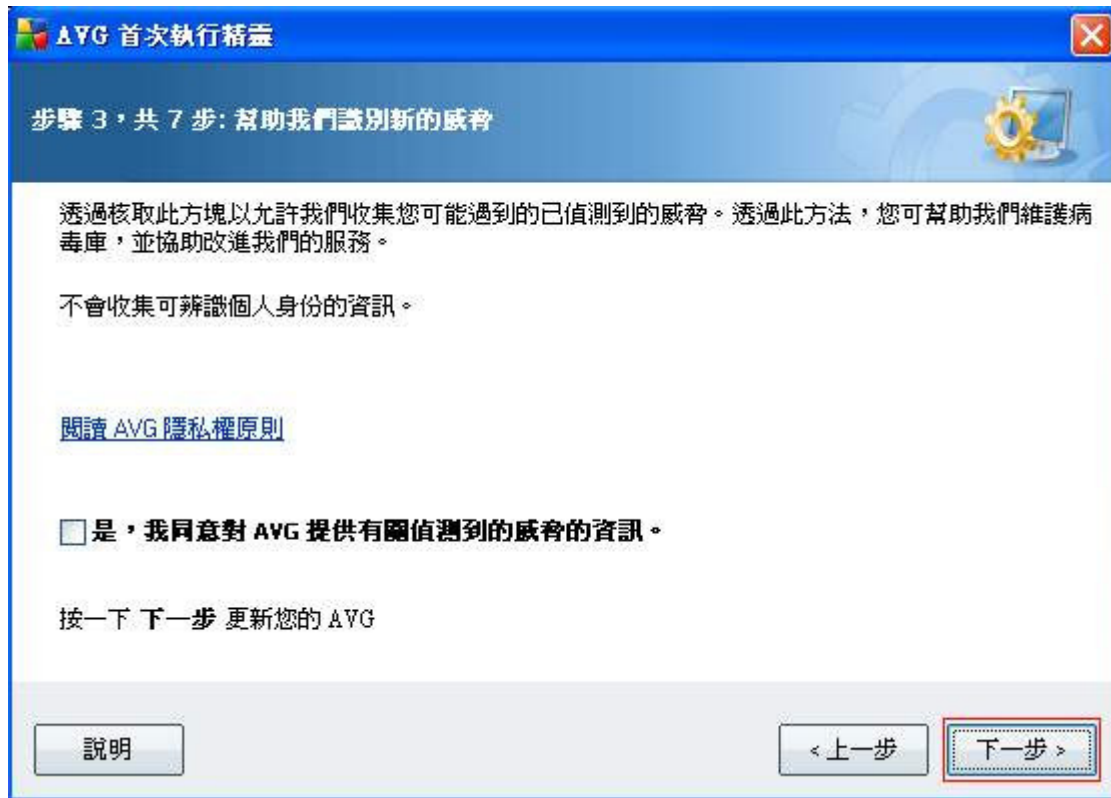 AVG 首次執行精靈
步驟 3，共 7 步: 幫助我們識別新的威脅
透過核取此方塊以允許我們收集您可能遇到的已偵測到的威脅。透過此方法，您可幫助我們維護病
毒庫，並協助改進我們的服務。
不會收集可辨識個人身份的資訊。
閱讀 AVG 隱私權原則
是，我同意對 AVG 提供有關偵測到的威脅的資訊。
按一下 下一步 更新您的 AVG
說明
<上一步
下一步>